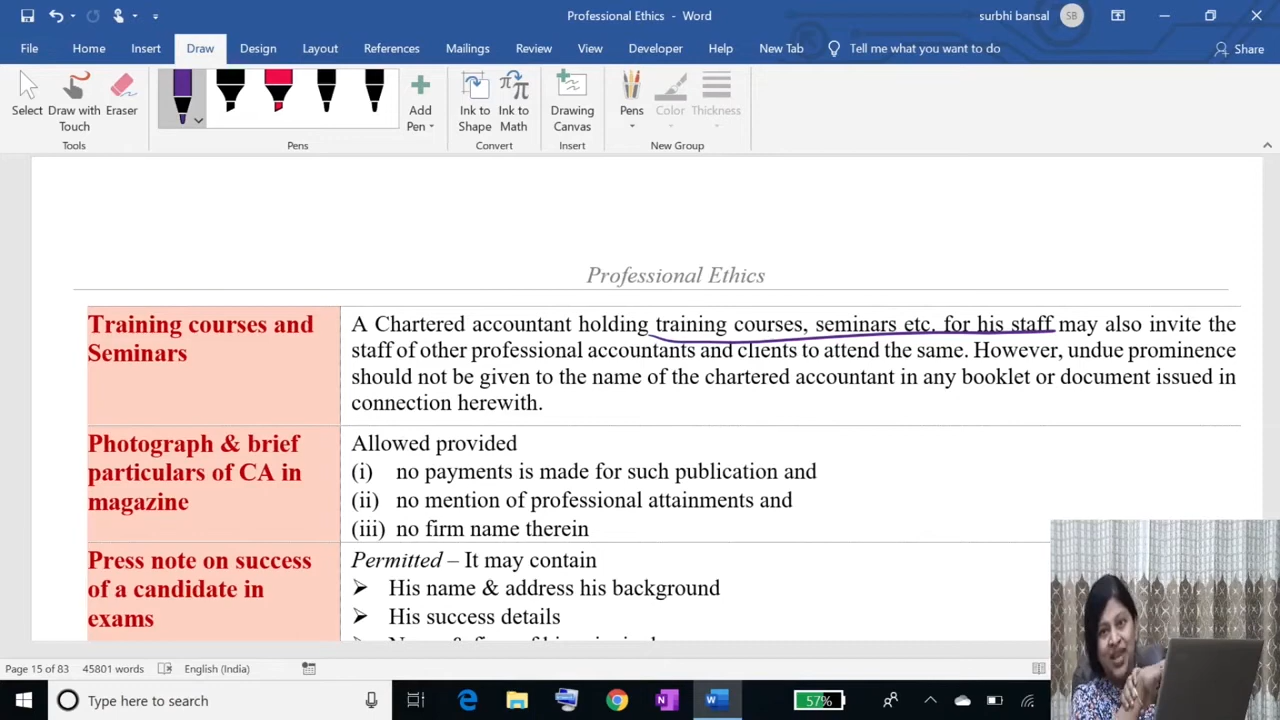 Professional Ethics - Word
surbhi bansal SB
File Home Insert Draw Design Layout References Mailings Review View Developer Help New Tab Tell me what you want to do Share
Select Draw with Touch Eraser
Add Pen
Ink to Shape Ink to Math
Drawing Canvas
Pens Color Thickness
Tools Pens Convert Insert New Group
Professional Ethics
Training courses and
Seminars
A Chartered accountant holding training courses, seminars etc. for his staff may also invite the
staff of other professional accountants and clients to attend the same. However, undue prominence
should not be given to the name of the chartered accountant in any booklet or document issued in
connection herewith.
Photograph & brief
particulars of CA in
magazine
Allowed provided
(i) no payments is made for such publication and
(ii) no mention of professional attainments and
(iii) no firm name therein
Press note on success
of a candidate in
exams
Permitted – It may contain
➢ His name & address his background
➢ His success details
Page 15 of 83 45801 words English (India)
Type here to search
57%